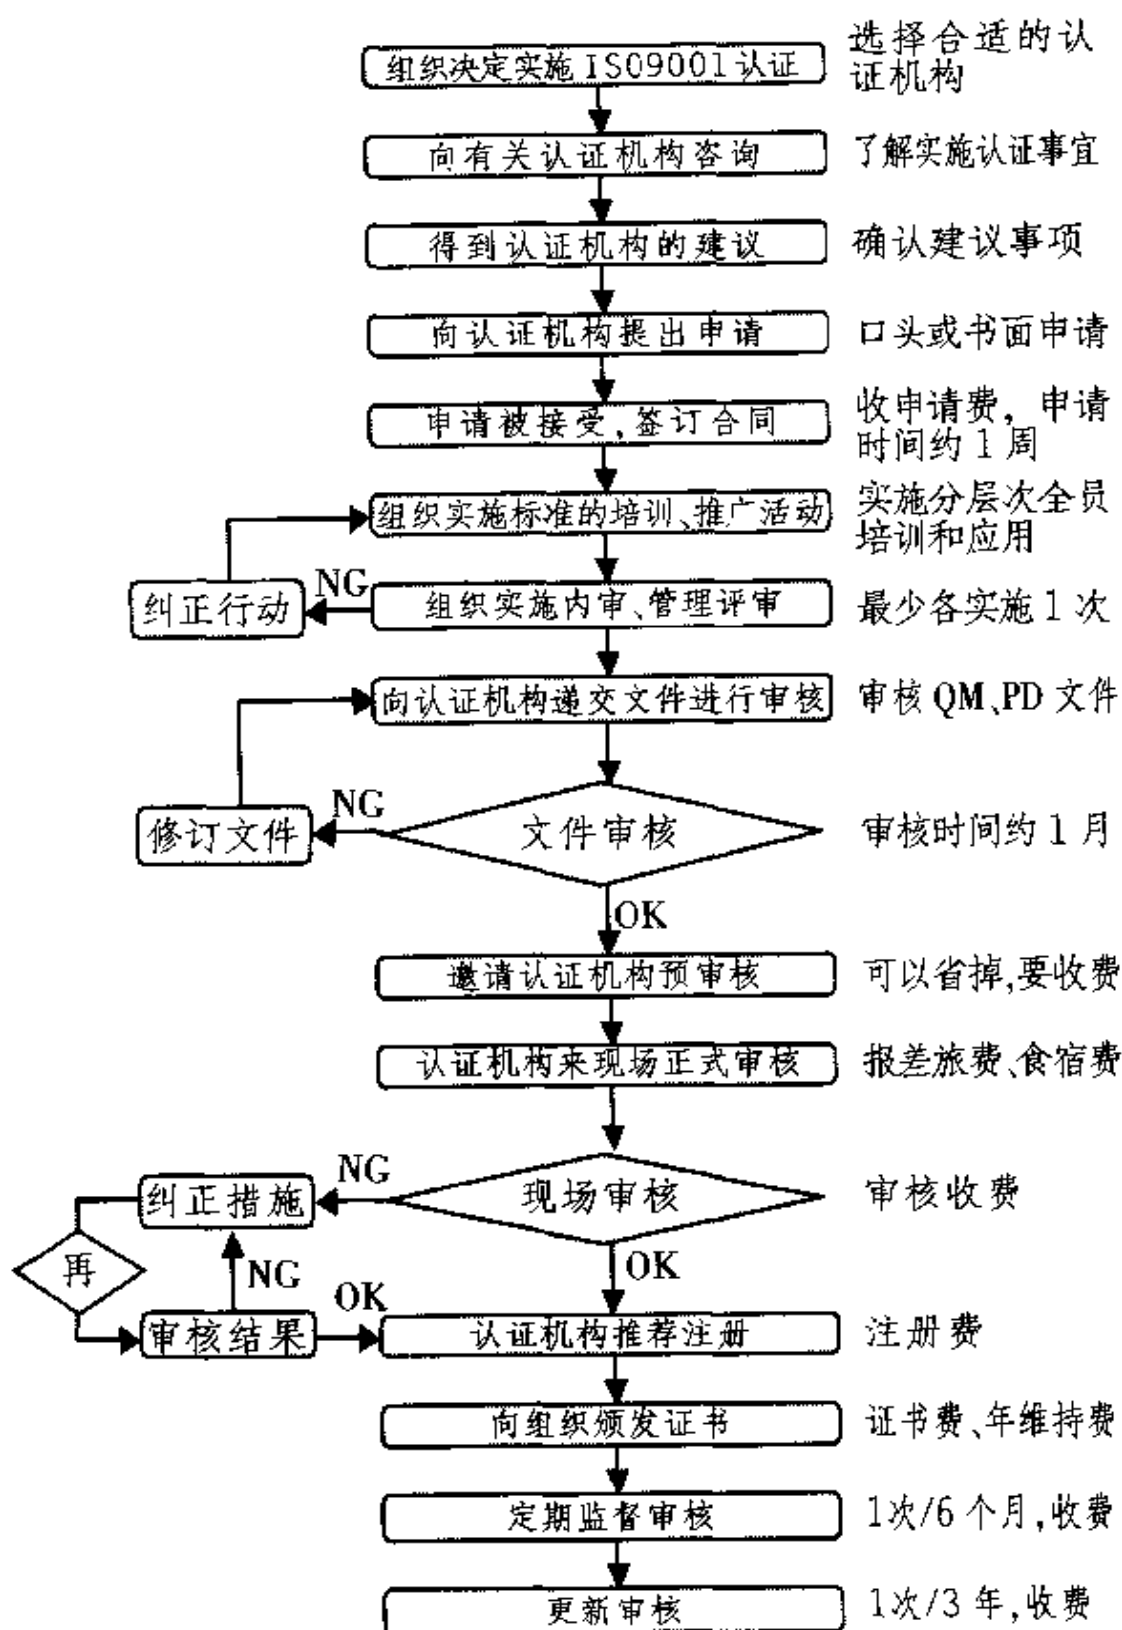 选择合适的认
证机构
组织决定实施 ISO9001 认证
向有关认证机构咨询
了解实施认证事宜
得到认证机构的建议
确认建议事项
向认证机构提出申请
口头或书面申请
申请被接受,签订合同
收申请费，申请
时间约 1 周
组织实施标准的培训、推广活动
实施分层次全员
培训和应用
纠正行动
NG
组织实施内审、管理评审
最少各实施 1 次
向认证机构递交文件进行审核
审核 QM、PD 文件
修订文件
NG
文件审核
审核时间约 1 月
OK
邀请认证机构预审核
可以省掉,要收费
认证机构来现场正式审核
报差旅费、食宿费
纠正措施
NG
现场审核
审核收费
再
NG
OK
OK
审核结果
认证机构推荐注册
注册费
向组织颁发证书
证书费、年维持费
定期监督审核
1次/6 个月,收费
更新审核
1次/3 年,收费